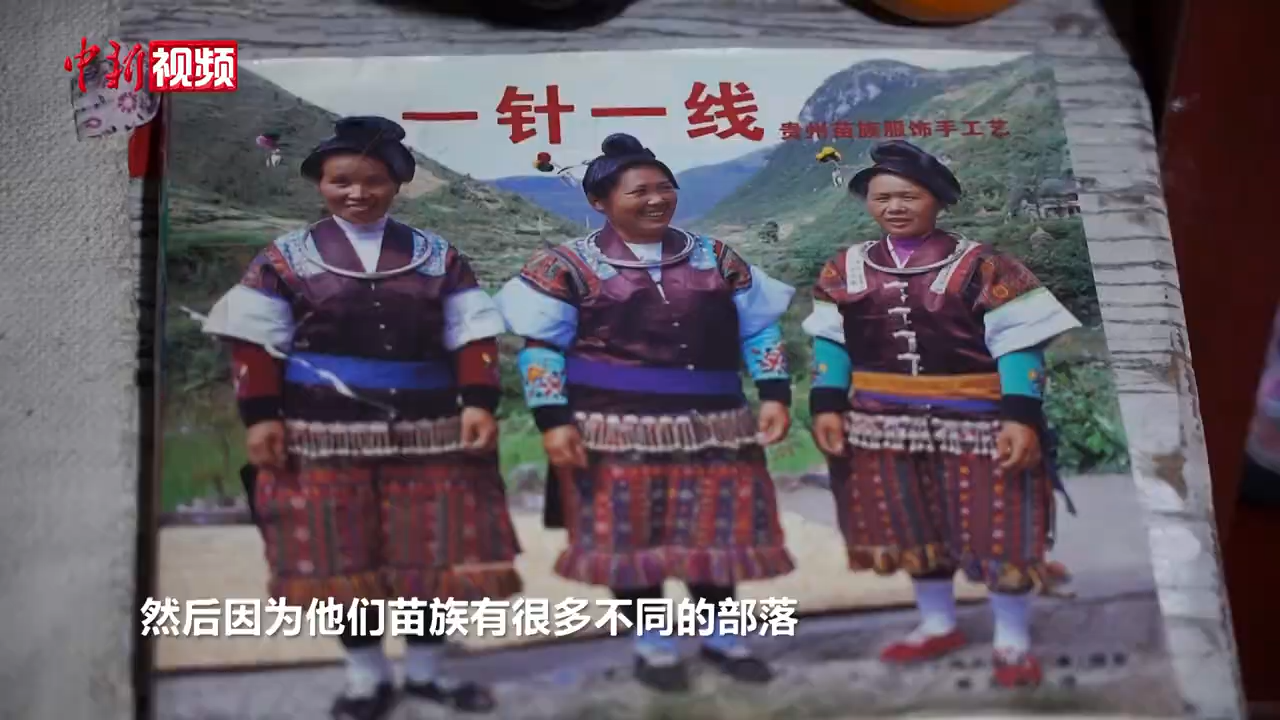 中新视频
一针一线
贵州苗族服饰手工艺
然后因为他们苗族有很多不同的部落